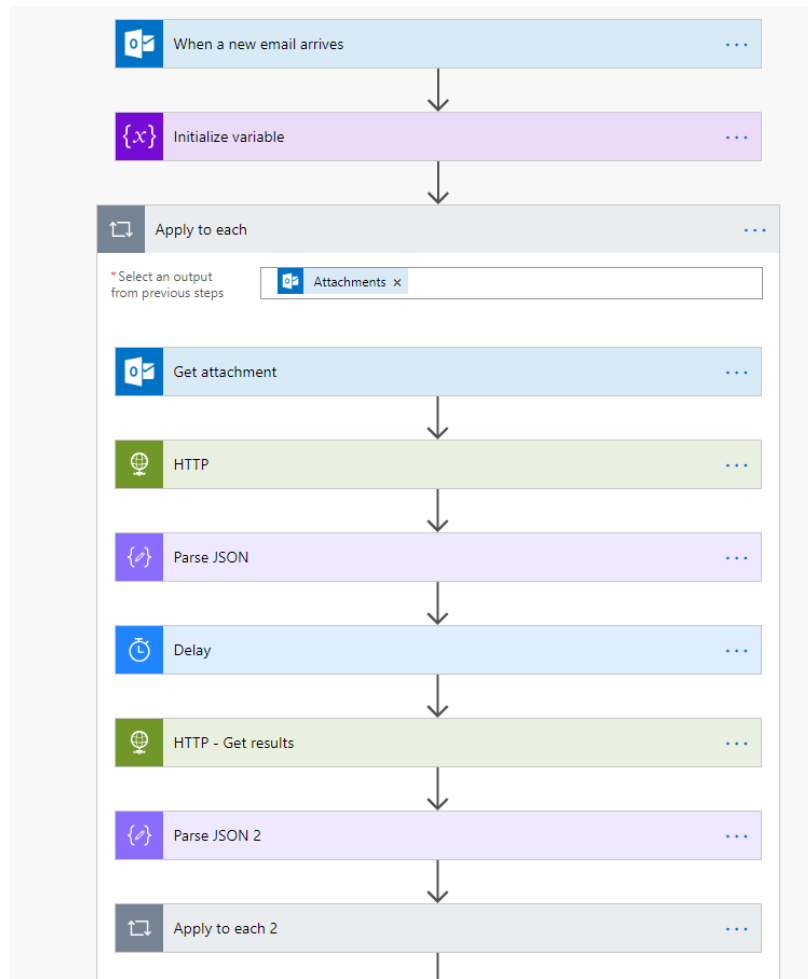 When a new email arrives
{x} Initialize variable
Apply to each
*Select an output
from previous steps
Attachments ×
Get attachment
HTTP
Parse JSON
Delay
HTTP - Get results
Parse JSON 2
Apply to each 2